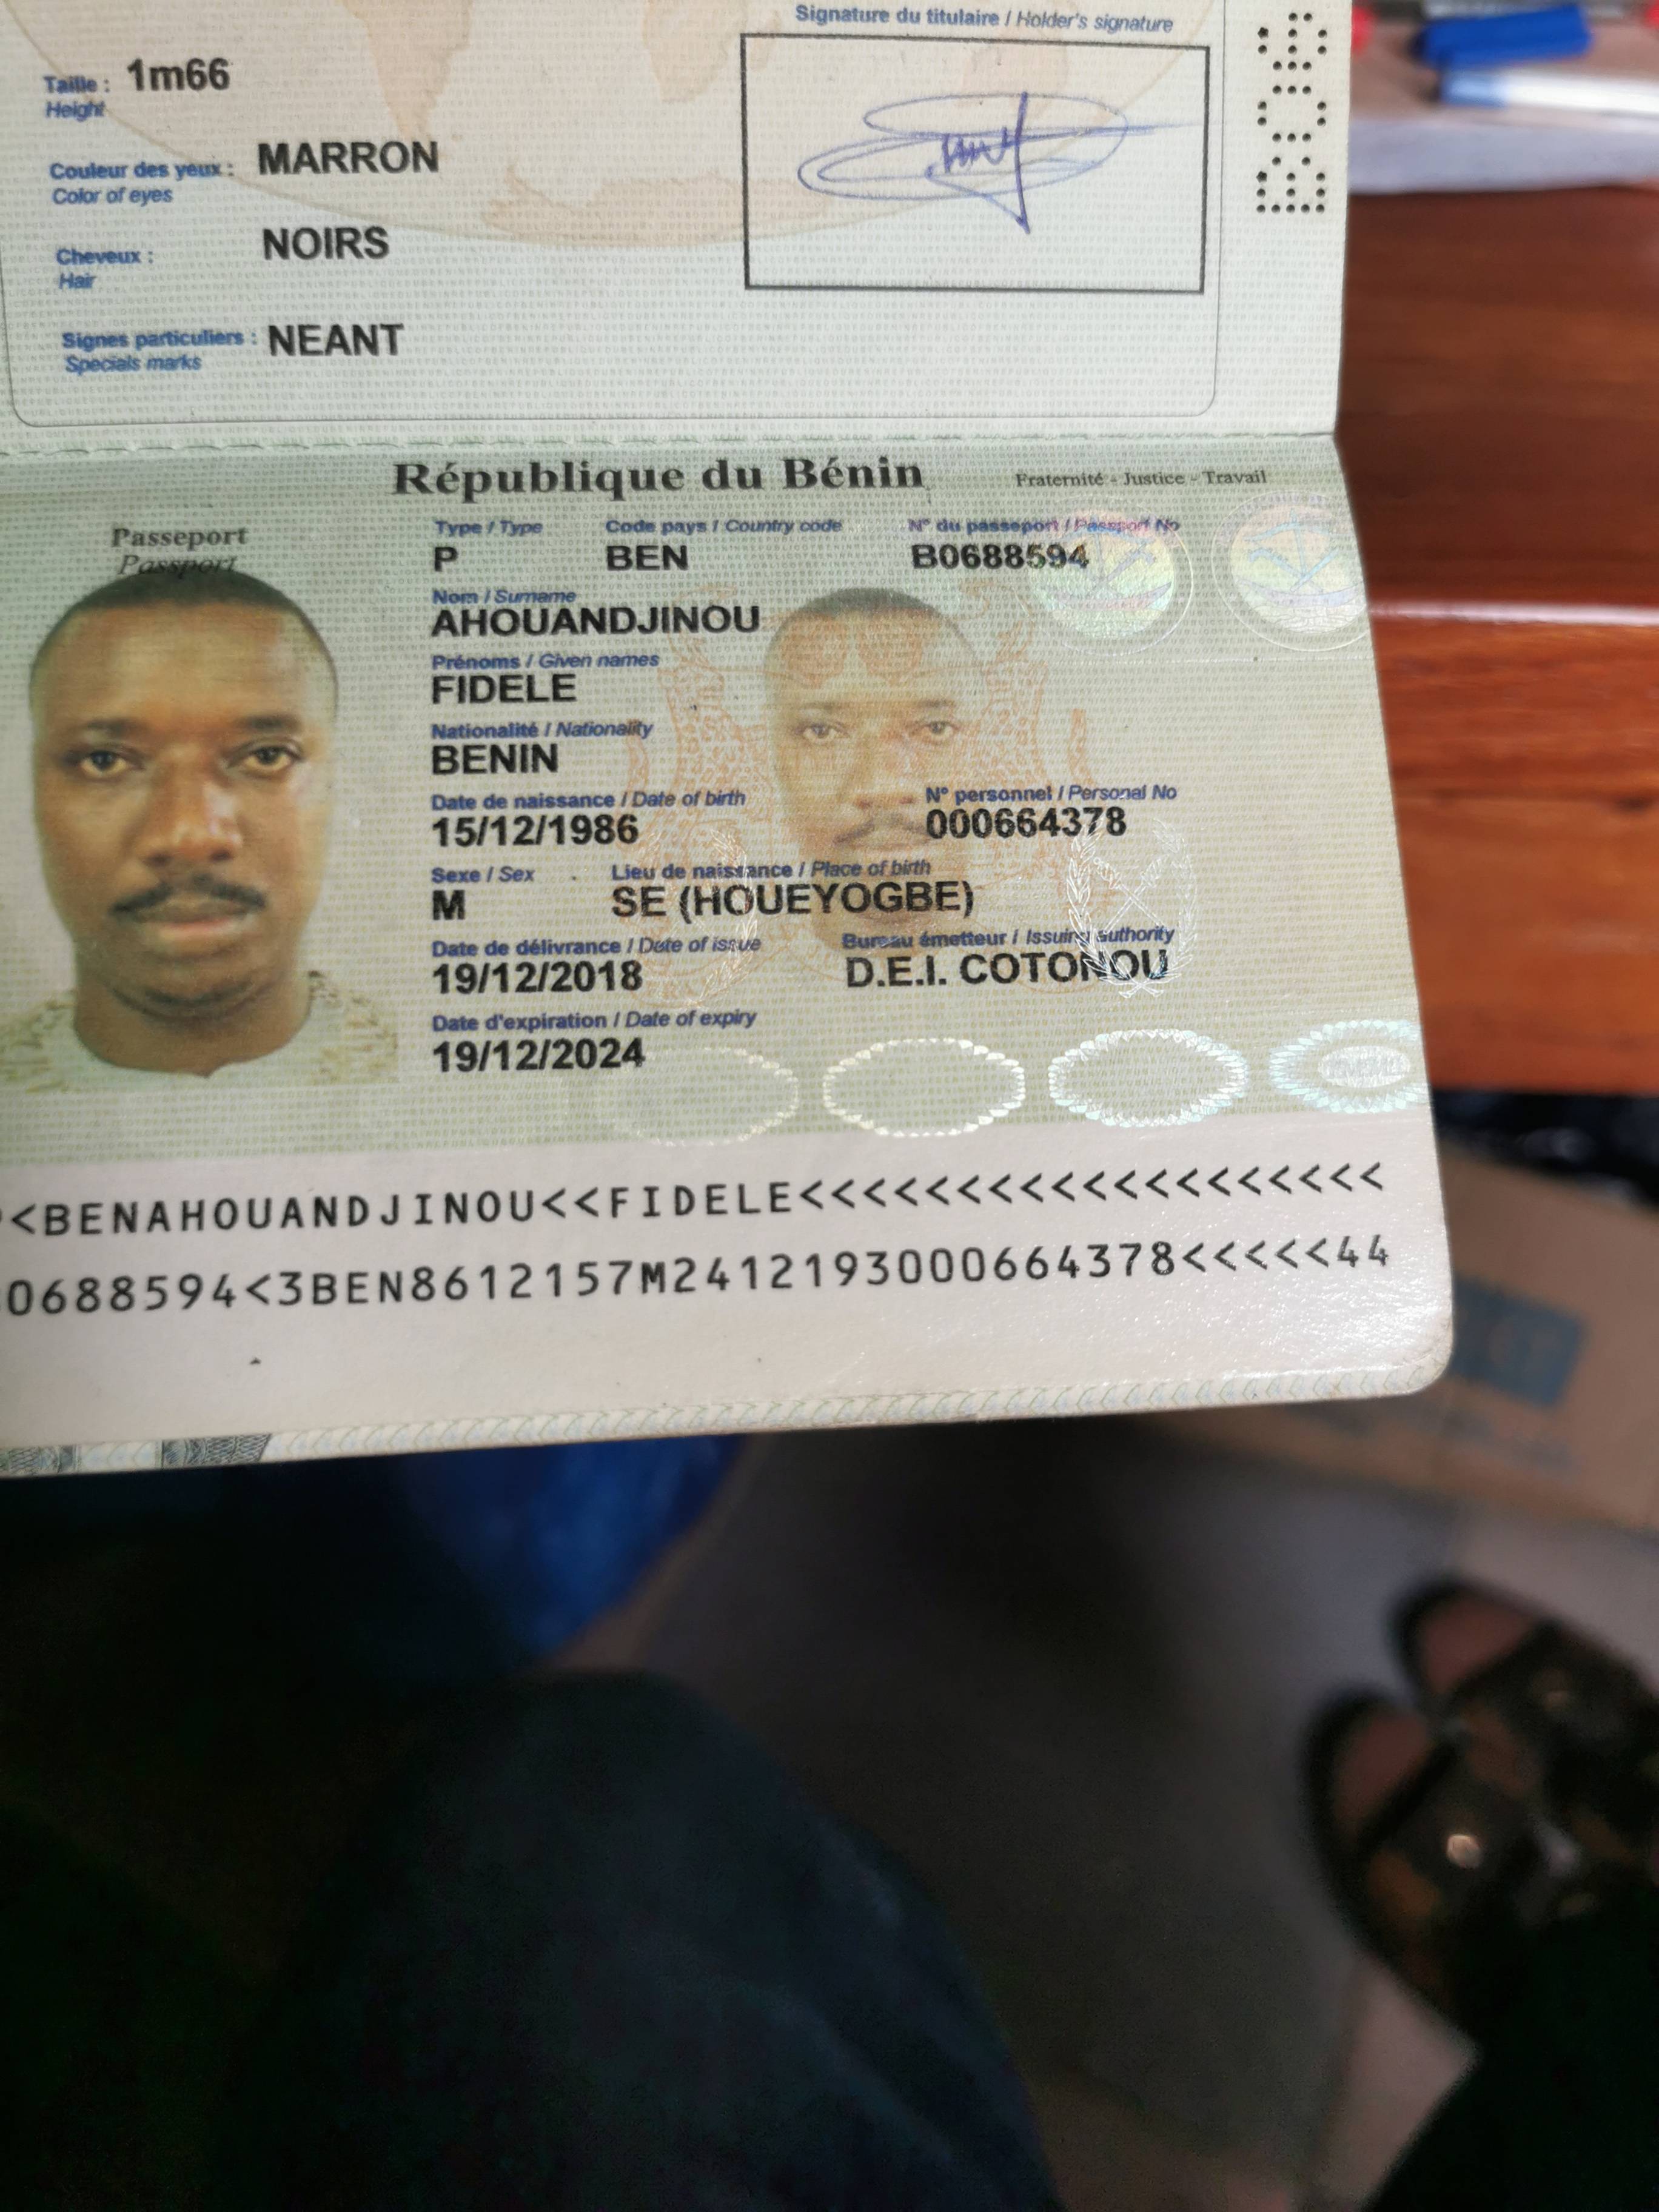 Signature du titulaire / Holder's signature
Taille : 1m66
Height
Couleur des yeux : MARRON
Color of eyes
Cheveux : NOIRS
Hair
Signes particuliers : NEANT
Specials marks
République du Bénin
Fraternité - Justice - Travail
Passeport
Passport
Type / Type Code pays / Country code N° du passeport / Passport No
P BEN B0688594
Nom / Surname
AHOUANDJINOU
Prénoms / Given names
FIDELE
Nationalité / Nationality
BENIN
Date de naissance / Date of birth N° personnel / Personal No
15/12/1986 000664378
Sexe / Sex Lieu de naissance / Place of birth
M SE (HOUEYOGBE)
Date de délivrance / Date of issue Bureau émetteur / Issuing authority
19/12/2018 D.E.I. COTONOU
Date d'expiration / Date of expiry
19/12/2024
<BENAHOUANDJINOU<<FIDELE<<<<<<<<<<<<<<<<<<<
0688594<3BEN8612157M2412193000664378<<<<<44